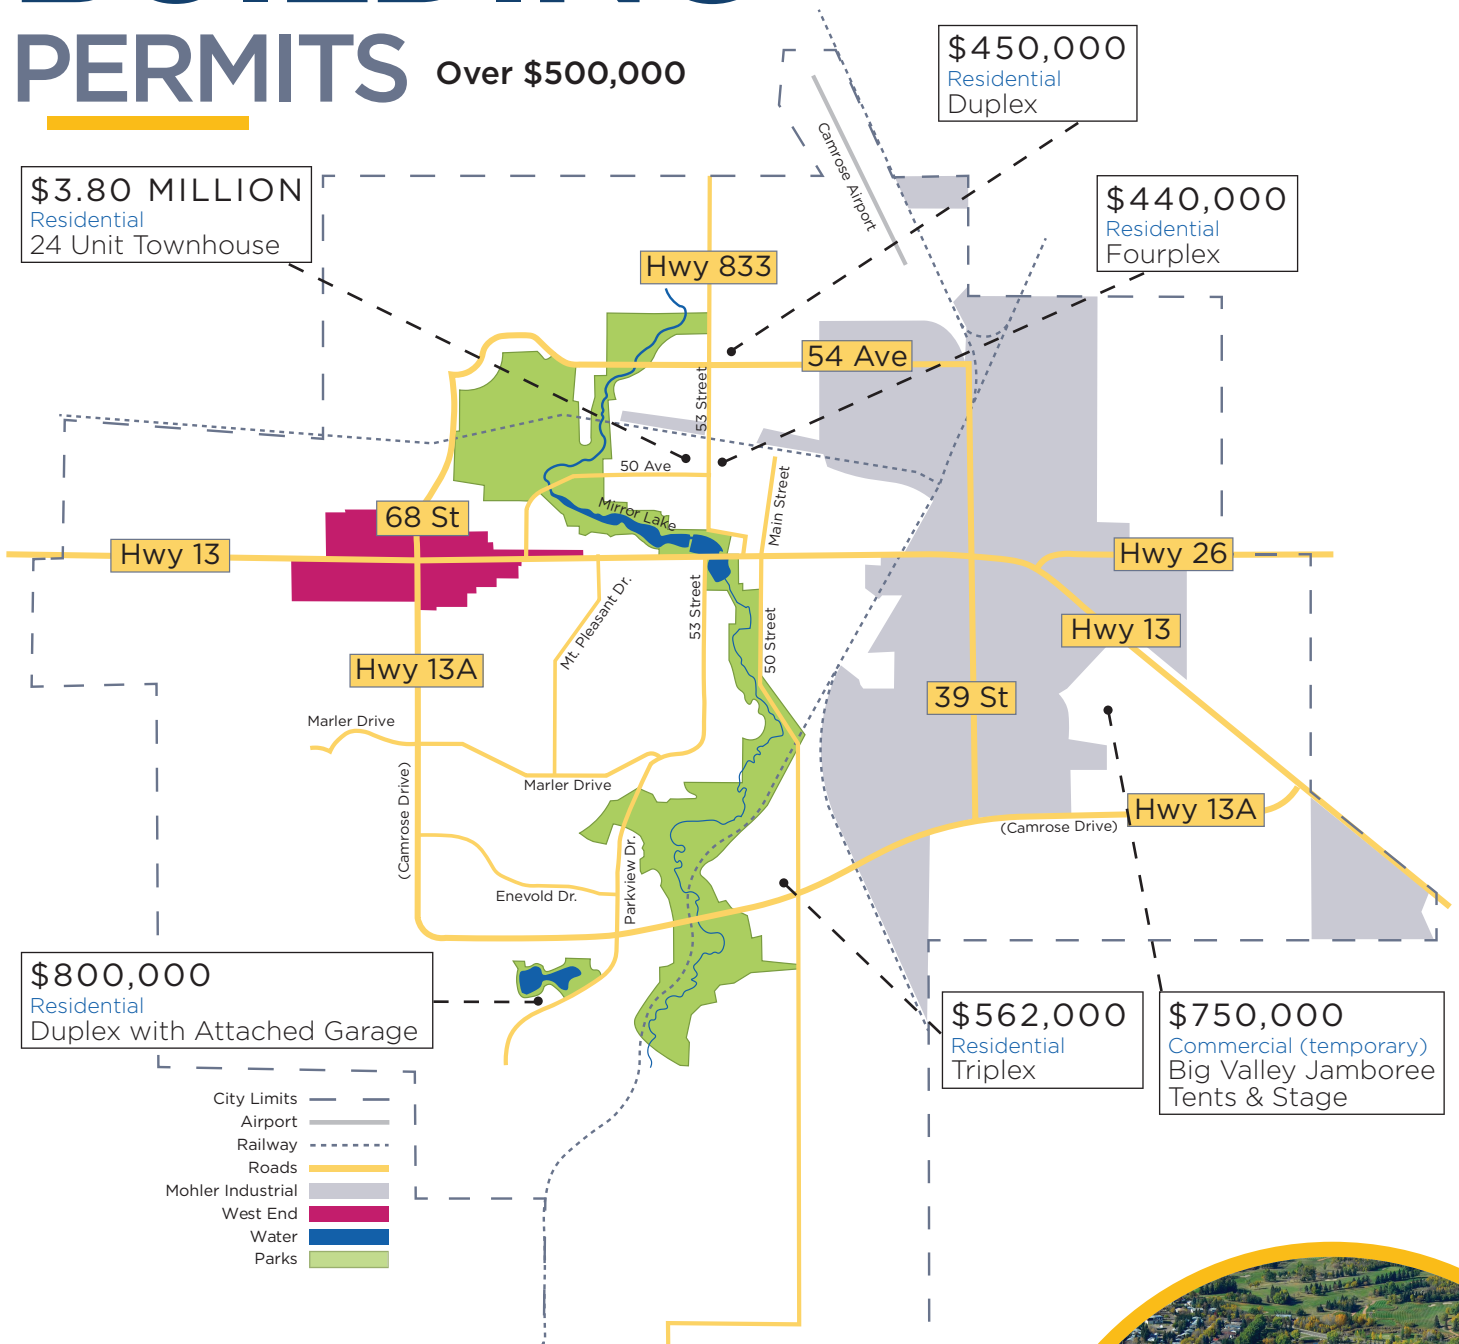 BUILDING
PERMITS
Over $500,000
$450,000
Residential
Duplex
$3.80 MILLION
Residential
24 Unit Townhouse
$440,000
Residential
Fourplex
Camrose Airport
Hwy 833
54 Ave
53 Street
50 Ave
Main Street
Mirror Lake
68 St
Hwy 13
Hwy 26
Mt. Pleasant Dr.
53 Street
50 Street
Hwy 13
Hwy 13A
39 St
Marler Drive
Marler Drive
(Camrose Drive)
Hwy 13A
(Camrose Drive)
Parkview Dr.
Enevold Dr.
$800,000
Residential
Duplex with Attached Garage
$562,000
Residential
Triplex
$750,000
Commercial (temporary)
Big Valley Jamboree
Tents & Stage
City Limits
Airport
Railway
Roads
Mohler Industrial
West End
Water
Parks